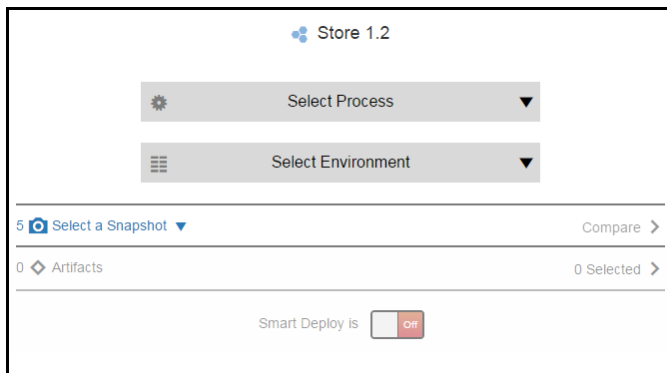 Store 1.2
Select Process
Select Environment
5 Select a Snapshot
Compare
0 Artifacts
0 Selected
Smart Deploy is Off